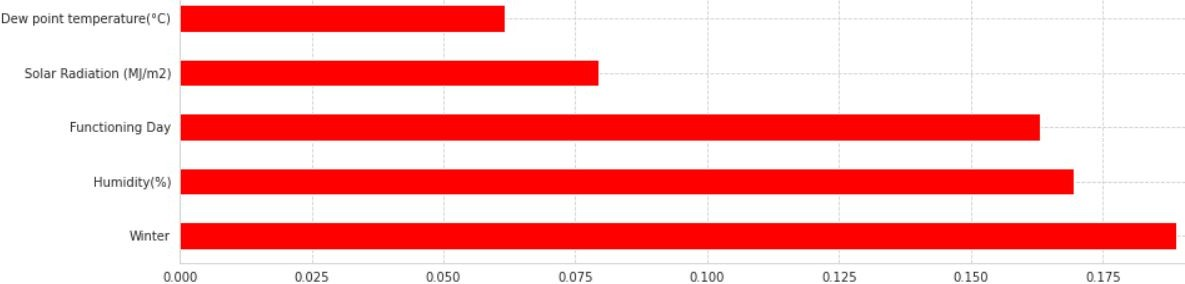 Dew point temperature(°C)
Solar Radiation (MJ/m2)
Functioning Day
Humidity(%)
Winter
0.000 0.025 0.050 0.075 0.100 0.125 0.150 0.175